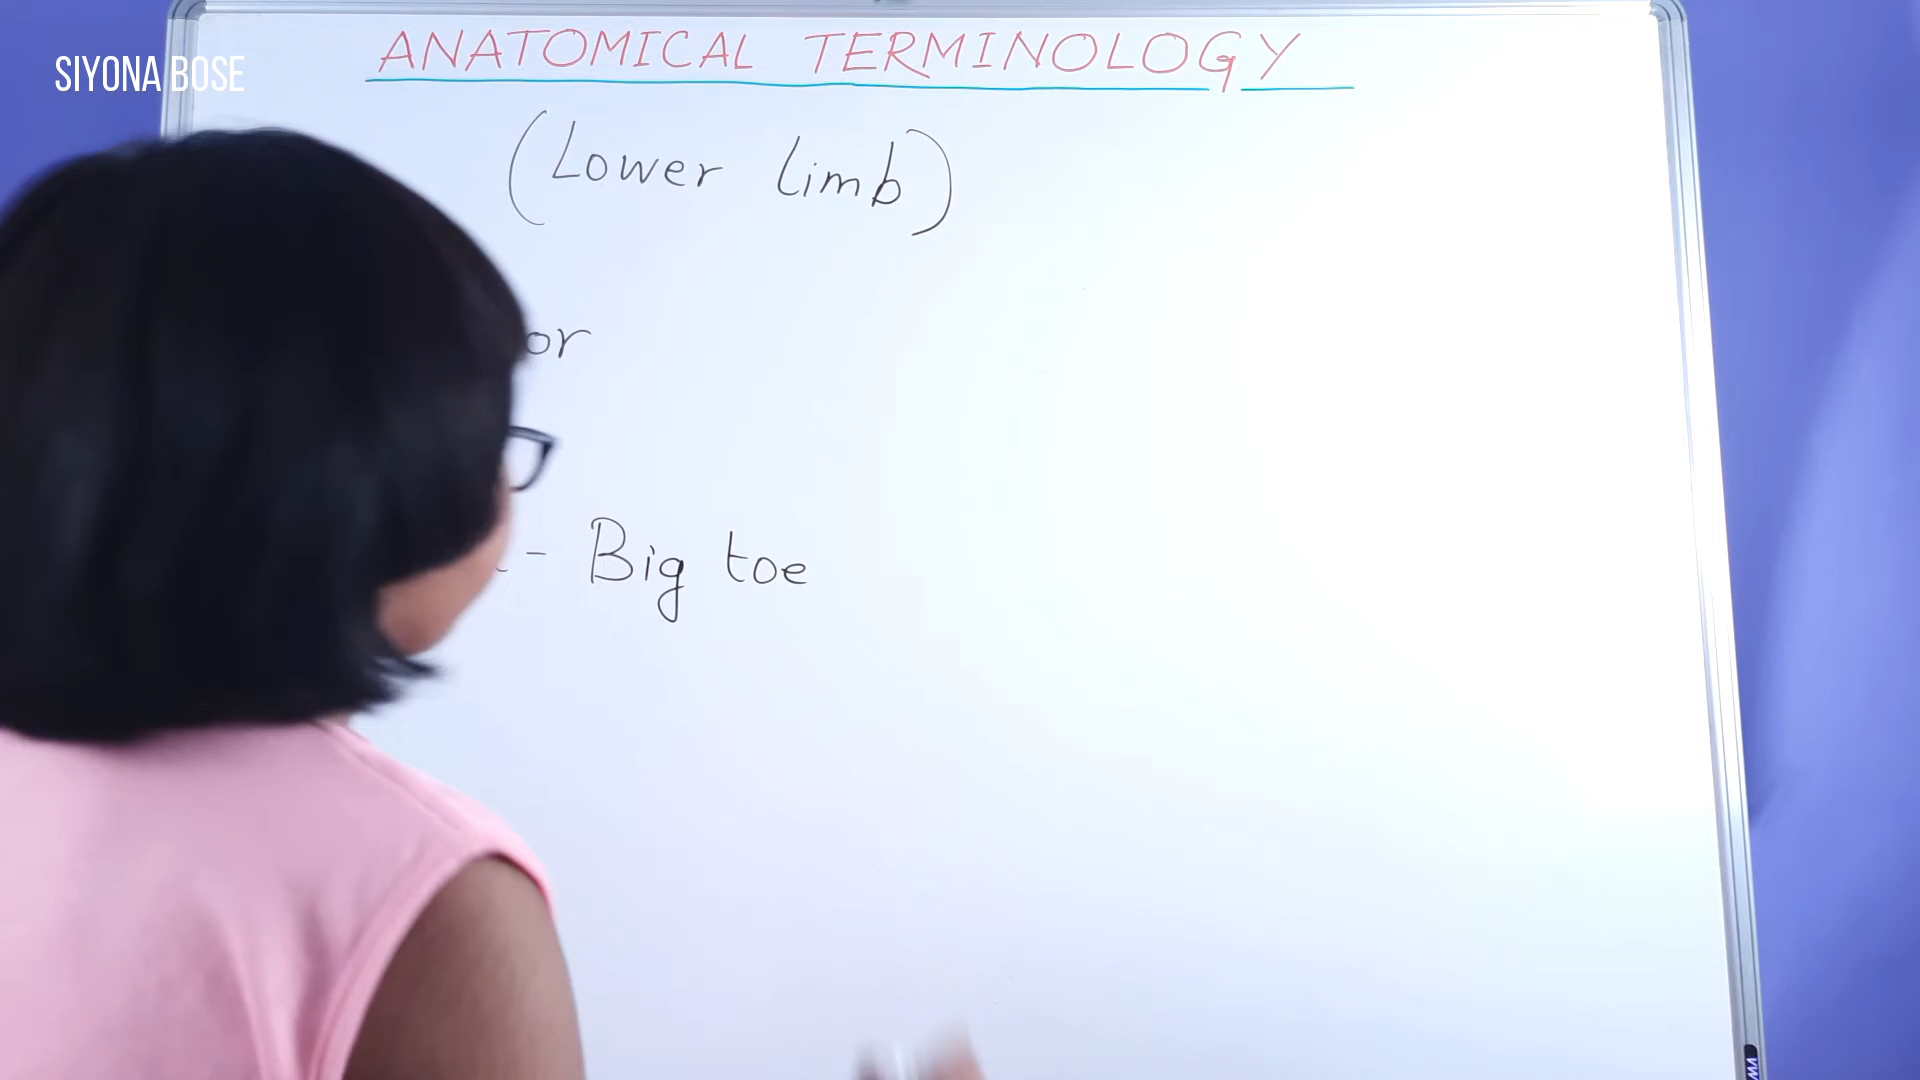 SIYONA BOSE
ANATOMICAL TERMINOLOGY
(Lower limb)
or
- Big toe